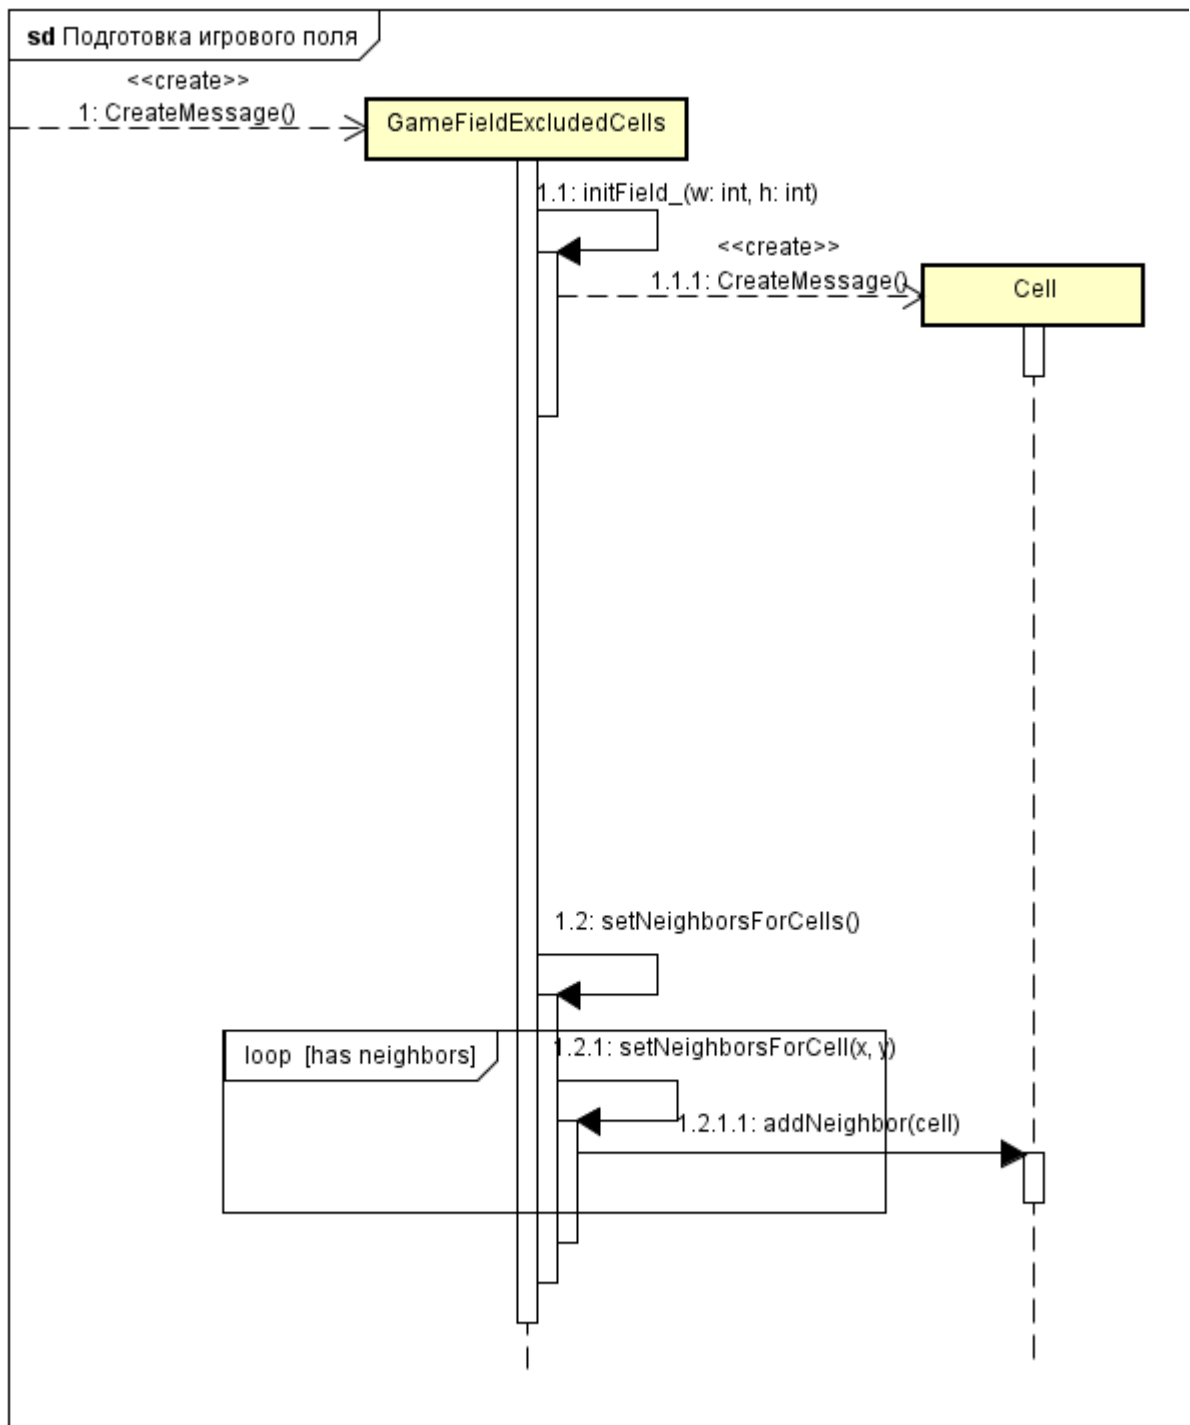 sd Подготовка игрового поля
<<create>>
1: CreateMessage()
GameFieldExcludedCells
1.1: initField_(w: int, h: int)
<<create>>
1.1.1: CreateMessage()
Cell
1.2: setNeighborsForCells()
loop [has neighbors]
1.2.1: setNeighborsForCell(x, y)
1.2.1.1: addNeighbor(cell)